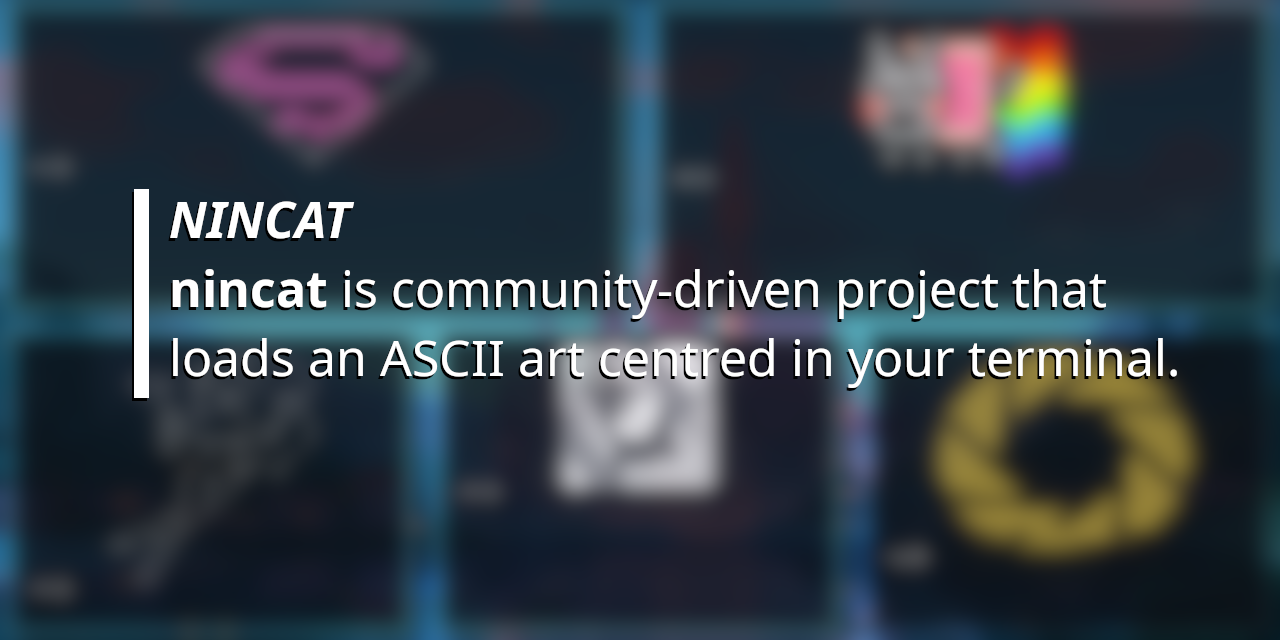 NINCAT
nincat is community-driven project that
loads an ASCII art centred in your terminal.